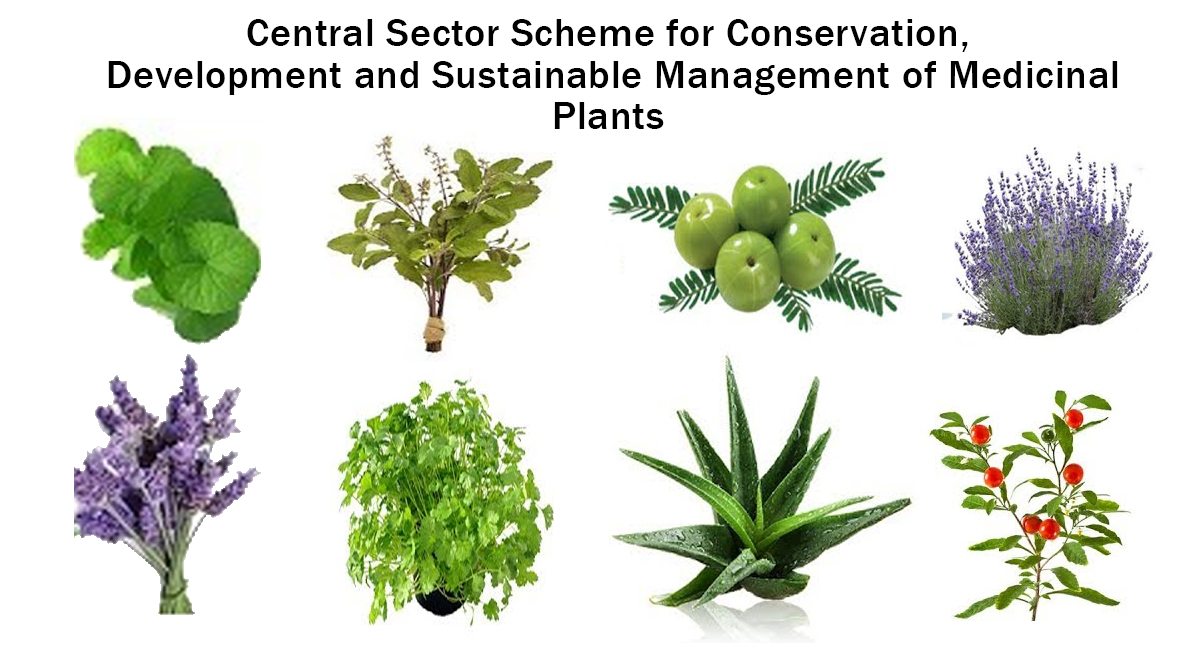 Central Sector Scheme for Conservation,
Development and Sustainable Management of Medicinal
Plants